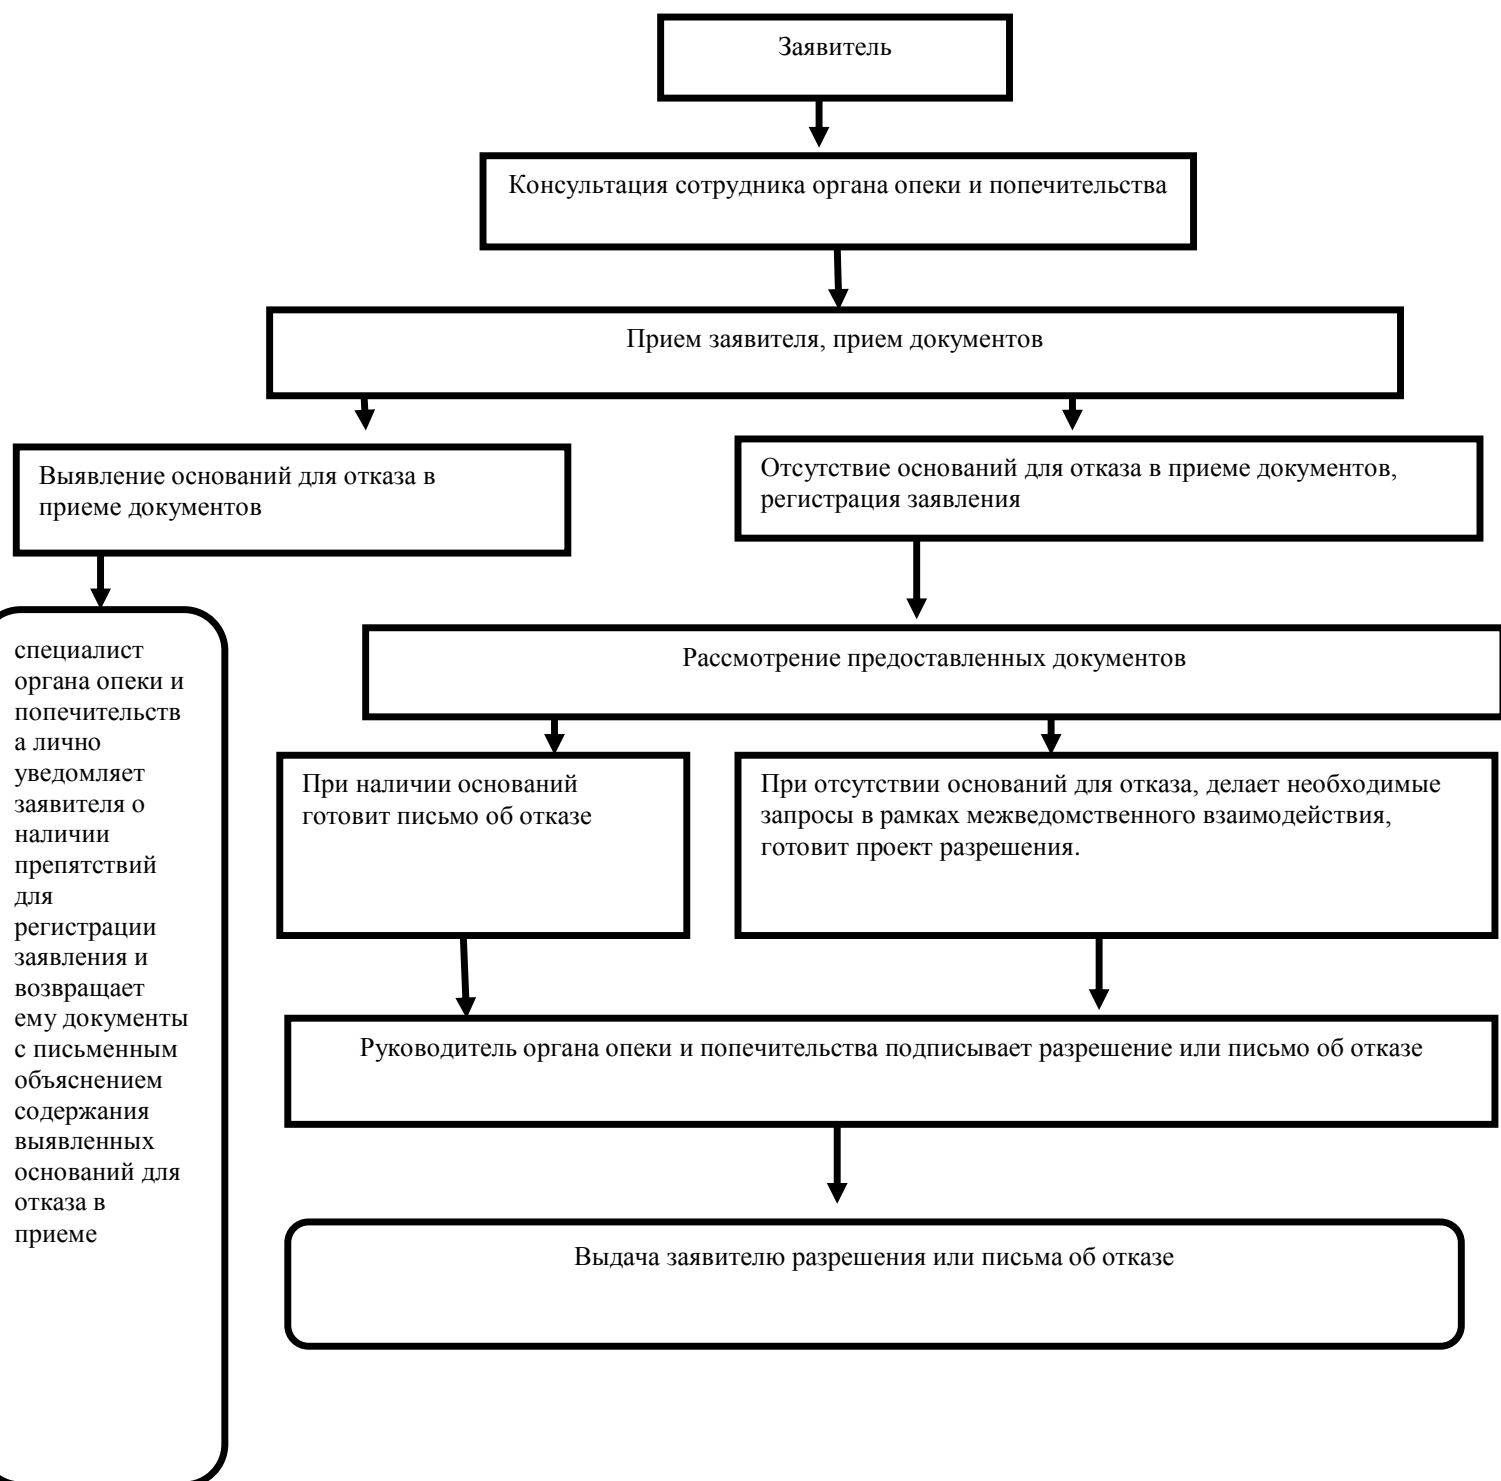 Заявитель
Консультация сотрудника органа опеки и попечительства
Прием заявителя, прием документов
Выявление оснований для отказа в
приеме документов
Отсутствие оснований для отказа в приеме документов,
регистрация заявления
специалист
органа опеки и
попечительств
а лично
уведомляет
заявителя о
наличии
препятствий
для
регистрации
заявления и
возвращает
ему документы
с письменным
объяснением
содержания
выявленных
оснований для
отказа в
приеме
Рассмотрение предоставленных документов
При наличии оснований
готовит письмо об отказе
При отсутствии оснований для отказа, делает необходимые
запросы в рамках межведомственного взаимодействия,
готовит проект разрешения.
Руководитель органа опеки и попечительства подписывает разрешение или письмо об отказе
Выдача заявителю разрешения или письма об отказе